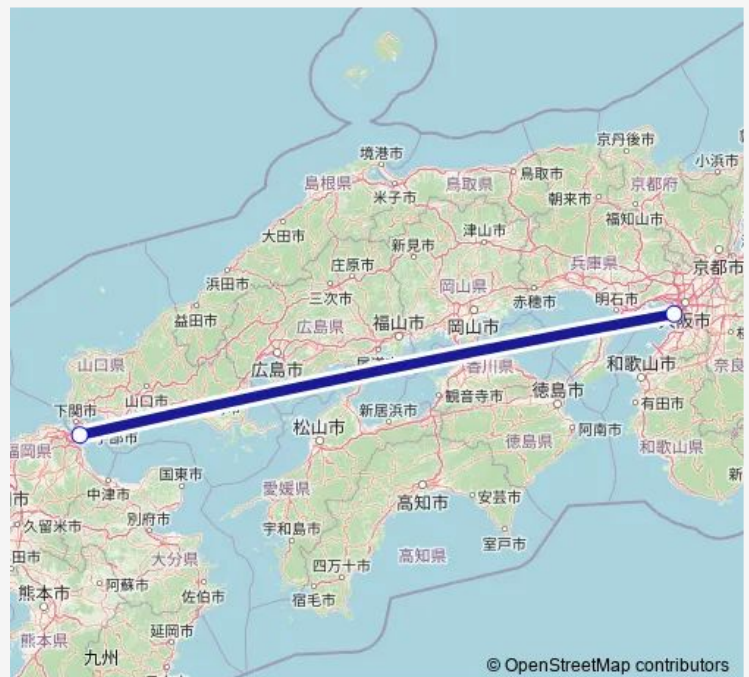 京丹後市
境港市
小浜市
鳥取市
島根県
鳥取県
京都府
米子市
朝来市
福知山市
大田市
津山市
新見市
庄原市
京都市
兵庫県
浜田市
岡山県
三次市
赤穂市
明石市
益田市
広島県
福山市
岡山市
大阪市
山口県
広島市
香川県
和歌山市
奈良
山口市
観音寺市
徳島市
下関市
新居浜市
有田市
松山市
阿南市
福岡県
宇部市
徳島県
和歌山県
国東市
中津市
愛媛県
高知市
安芸市
新
久留米市
別府市
宇和島市
室戸市
大分県
高知県
田市
阿蘇市
四万十市
熊本市
佐伯市
宿毛市
延岡市
熊本県
九州
© OpenStreetMap contributors